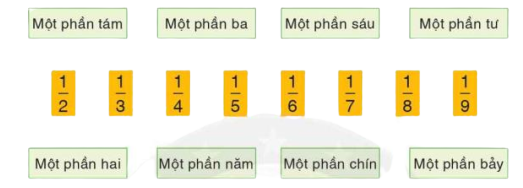 Một phần tám Một phần ba Một phần sáu Một phần tư
1/2 1/3 1/4 1/5 1/6 1/7 1/8 1/9
Một phần hai Một phần năm Một phần chín Một phần bảy